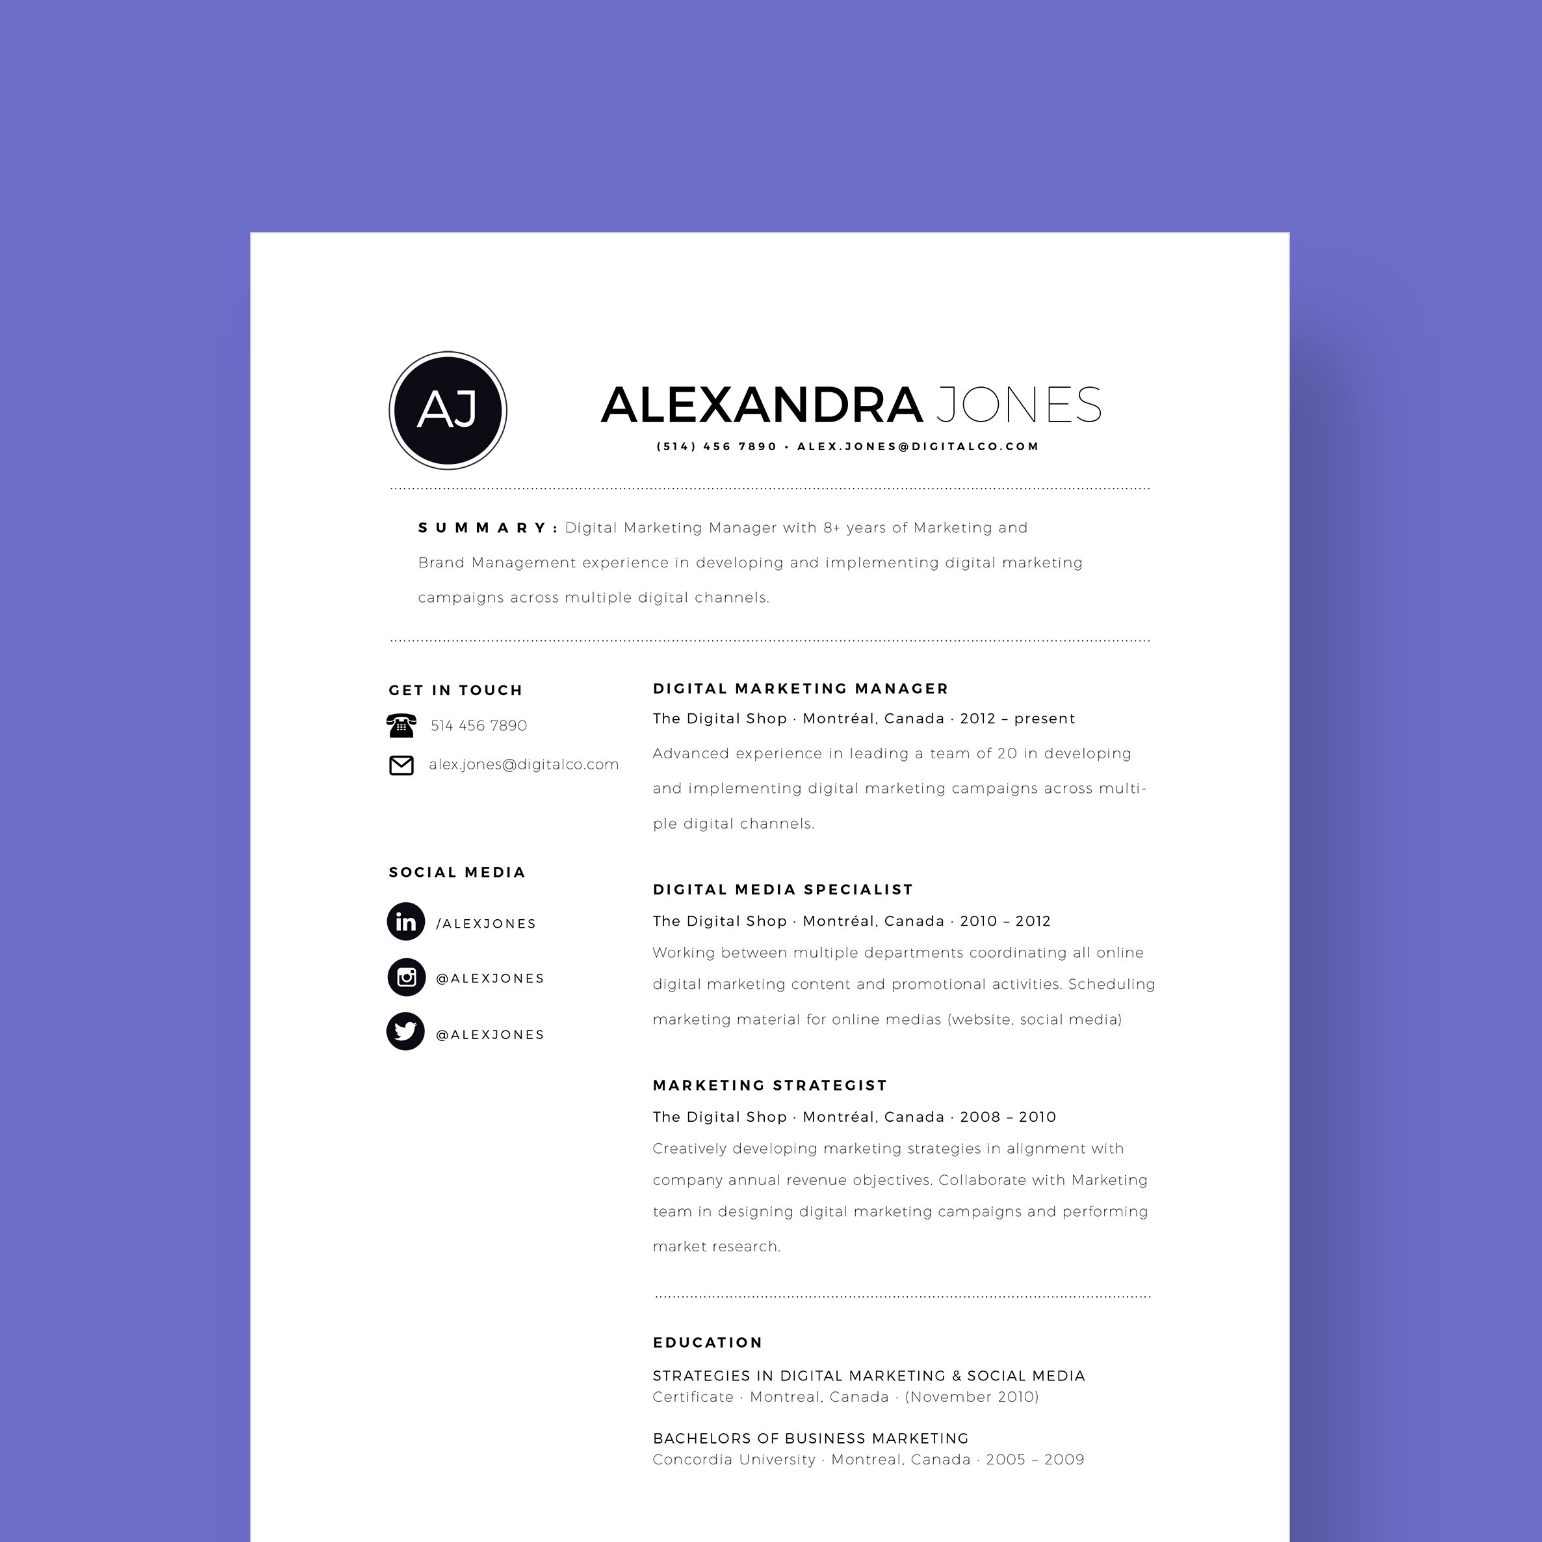 AJ
ALEXANDRA JONES
(514) 456 7890 • ALEX.JONES@DIGITALCO.COM
SUMMARY: Digital Marketing Manager with 8+ years of Marketing and
Brand Management experience in developing and implementing digital marketing
campaigns across multiple digital channels.
GET IN TOUCH
514 456 7890
alex.jones@digitalco.com
SOCIAL MEDIA
in /ALEXJONES
@ALEXJONES
@ALEXJONES
DIGITAL MARKETING MANAGER
The Digital Shop · Montréal, Canada · 2012 – present
Advanced experience in leading a team of 20 in developing
and implementing digital marketing campaigns across multi-
ple digital channels.
DIGITAL MEDIA SPECIALIST
The Digital Shop · Montréal, Canada · 2010 – 2012
Working between multiple departments coordinating all online
digital marketing content and promotional activities. Scheduling
marketing material for online medias (website, social media)
MARKETING STRATEGIST
The Digital Shop · Montréal, Canada · 2008 – 2010
Creatively developing marketing strategies in alignment with
company annual revenue objectives. Collaborate with Marketing
team in designing digital marketing campaigns and performing
market research.
EDUCATION
STRATEGIES IN DIGITAL MARKETING & SOCIAL MEDIA
Certificate · Montreal, Canada · (November 2010)
BACHELORS OF BUSINESS MARKETING
Concordia University · Montreal, Canada · 2005 – 2009